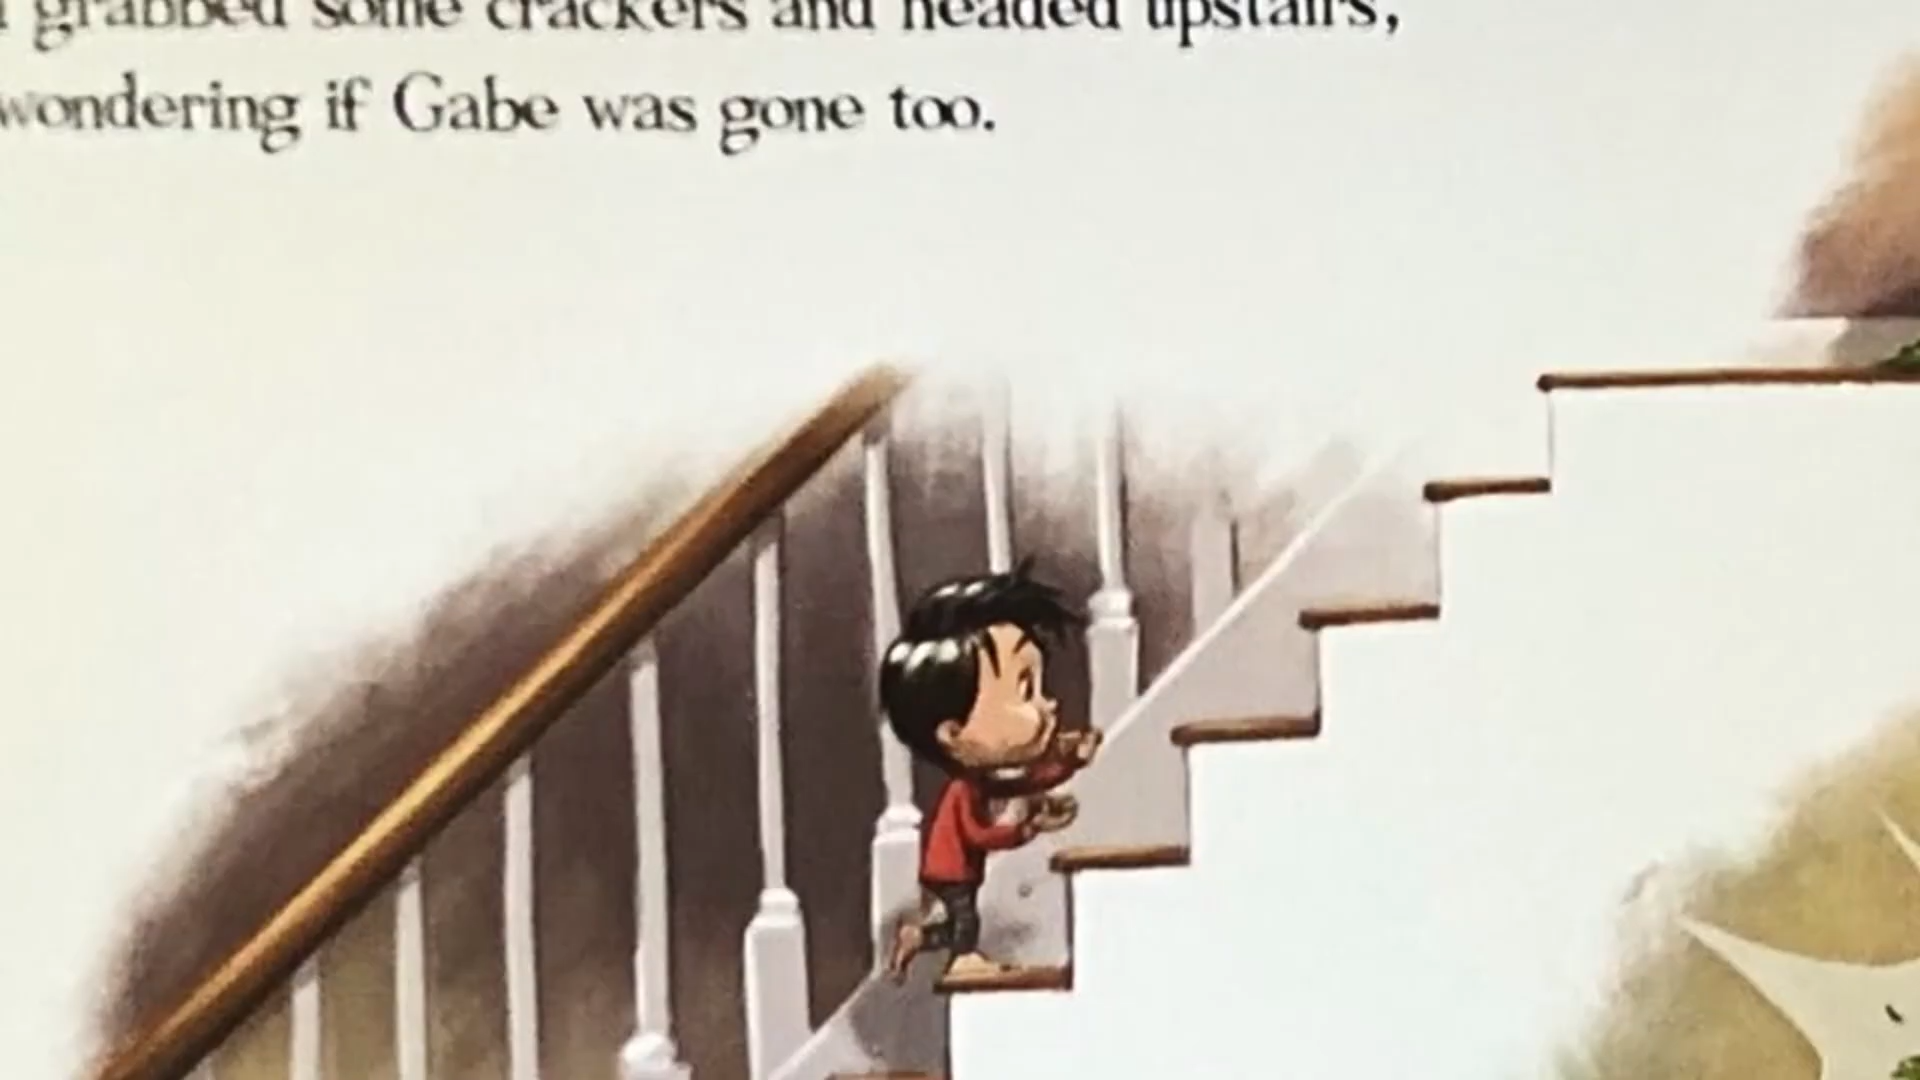 I grabbed some crackers and headed upstairs,
wondering if Gabe was gone too.